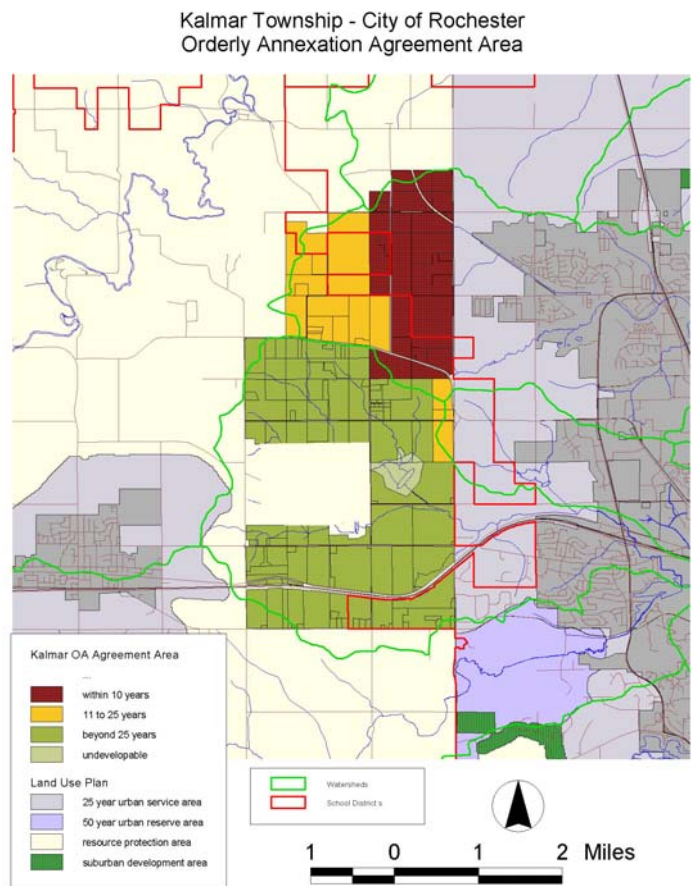 Kalmar Township - City of Rochester
Orderly Annexation Agreement Area
Kalmar OA Agreement Area
...
within 10 years
11 to 25 years
beyond 25 years
undevelopable
Land Use Plan
25 year urban service area
50 year urban reserve area
resource protection area
suburban development area
Watersheds
School District s
1 0 1 2 Miles